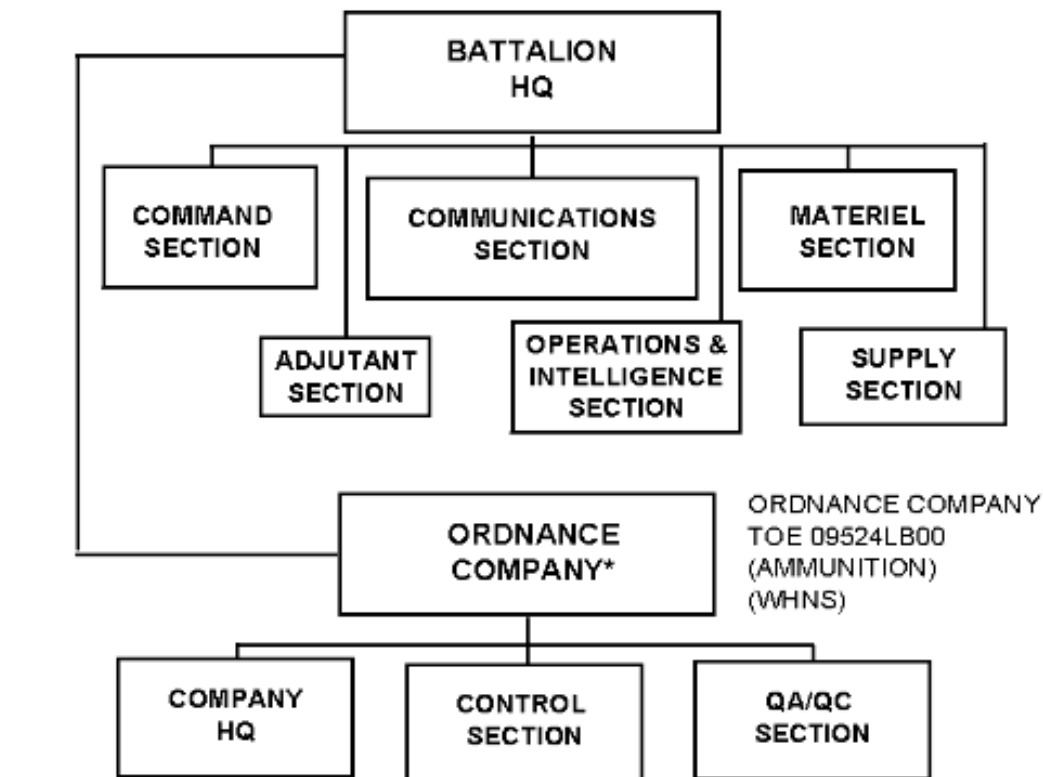 BATTALION
HQ
COMMAND
SECTION
COMMUNICATIONS
SECTION
MATERIEL
SECTION
ADJUTANT
SECTION
OPERATIONS &
INTELLIGENCE
SECTION
SUPPLY
SECTION
ORDNANCE
COMPANY*
ORDNANCE COMPANY
TOE 09524LB00
(AMMUNITION)
(WHNS)
COMPANY
HQ
CONTROL
SECTION
QA/QC
SECTION